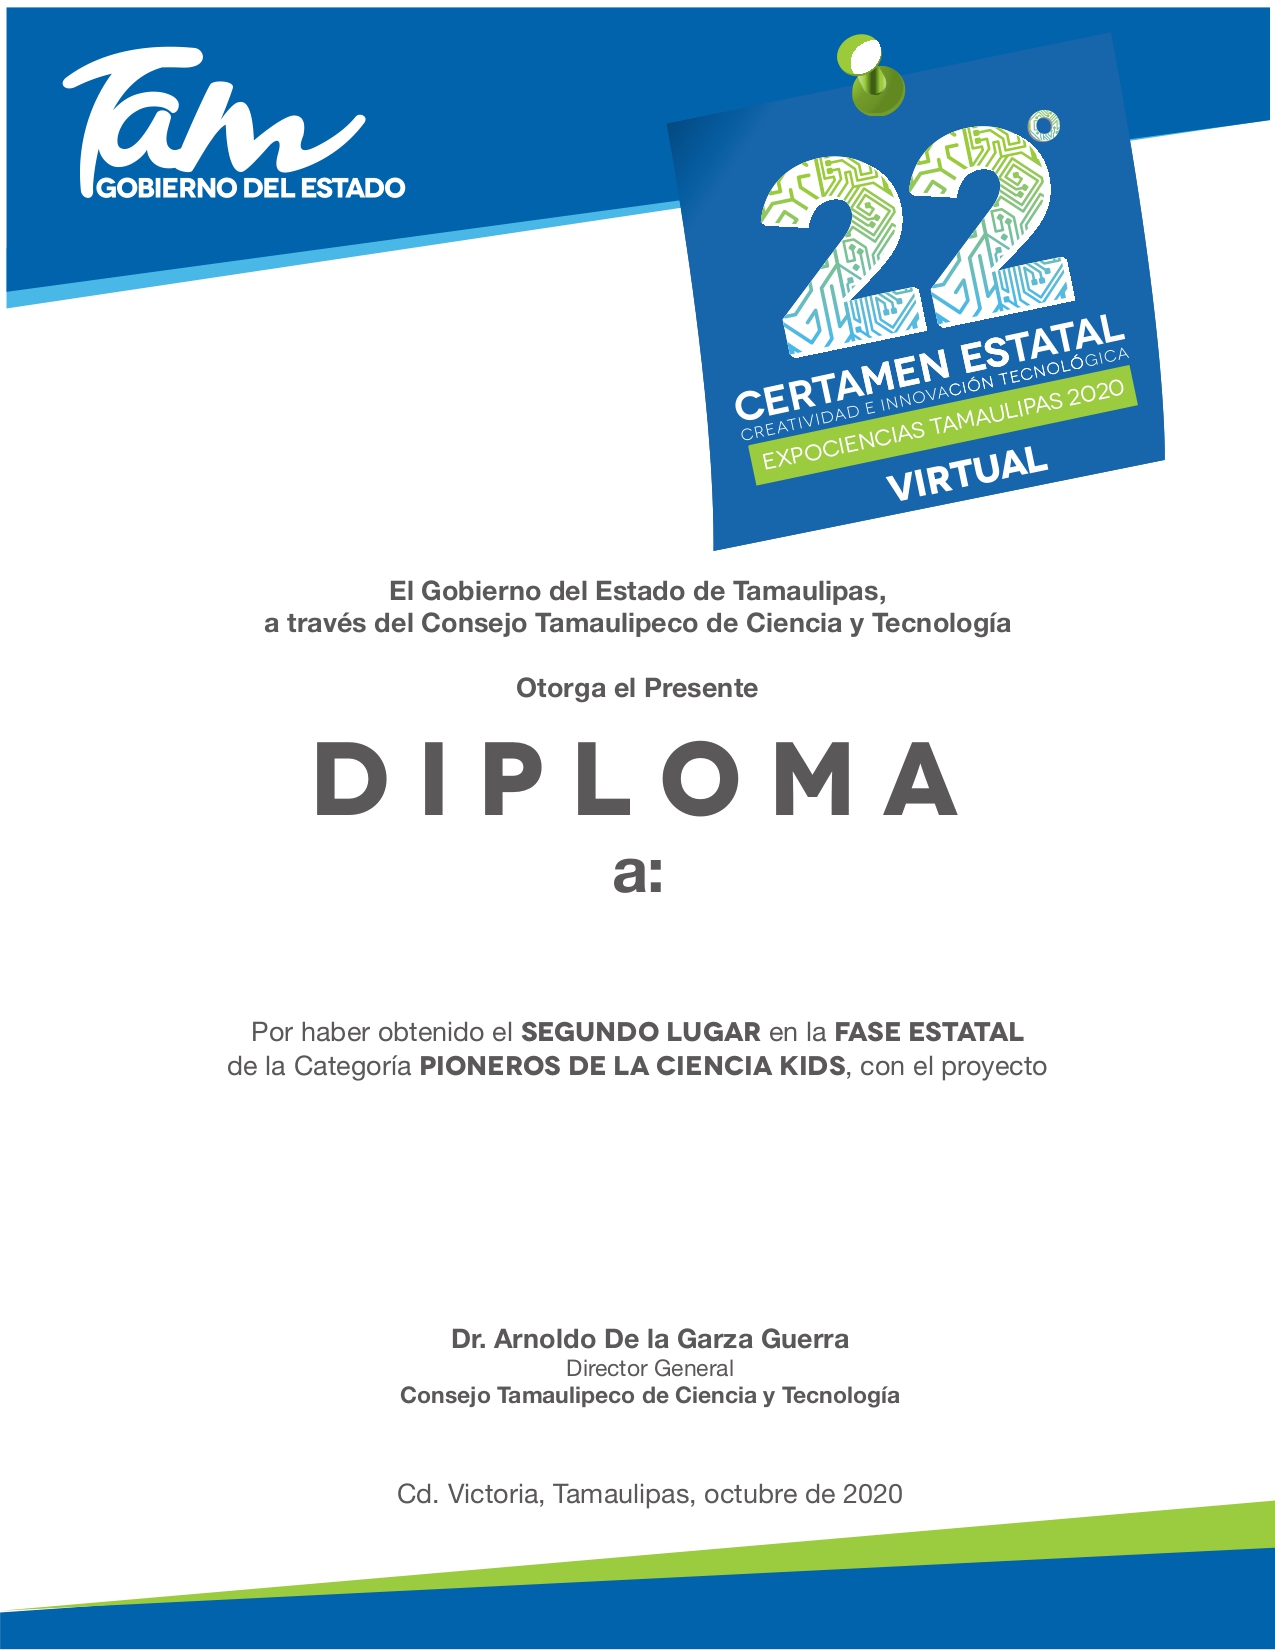 Tam
GOBIERNO DEL ESTADO
22°
CERTAMEN ESTATAL
CREATIVIDAD E INNOVACIÓN TECNOLÓGICA
EXPOCIENCIAS TAMAULIPAS 2020
VIRTUAL
El Gobierno del Estado de Tamaulipas,
a través del Consejo Tamaulipeco de Ciencia y Tecnología
Otorga el Presente
DIPLOMA
a:
Por haber obtenido el SEGUNDO LUGAR en la FASE ESTATAL
de la Categoría PIONEROS DE LA CIENCIA KIDS, con el proyecto
Dr. Arnoldo De la Garza Guerra
Director General
Consejo Tamaulipeco de Ciencia y Tecnología
Cd. Victoria, Tamaulipas, octubre de 2020